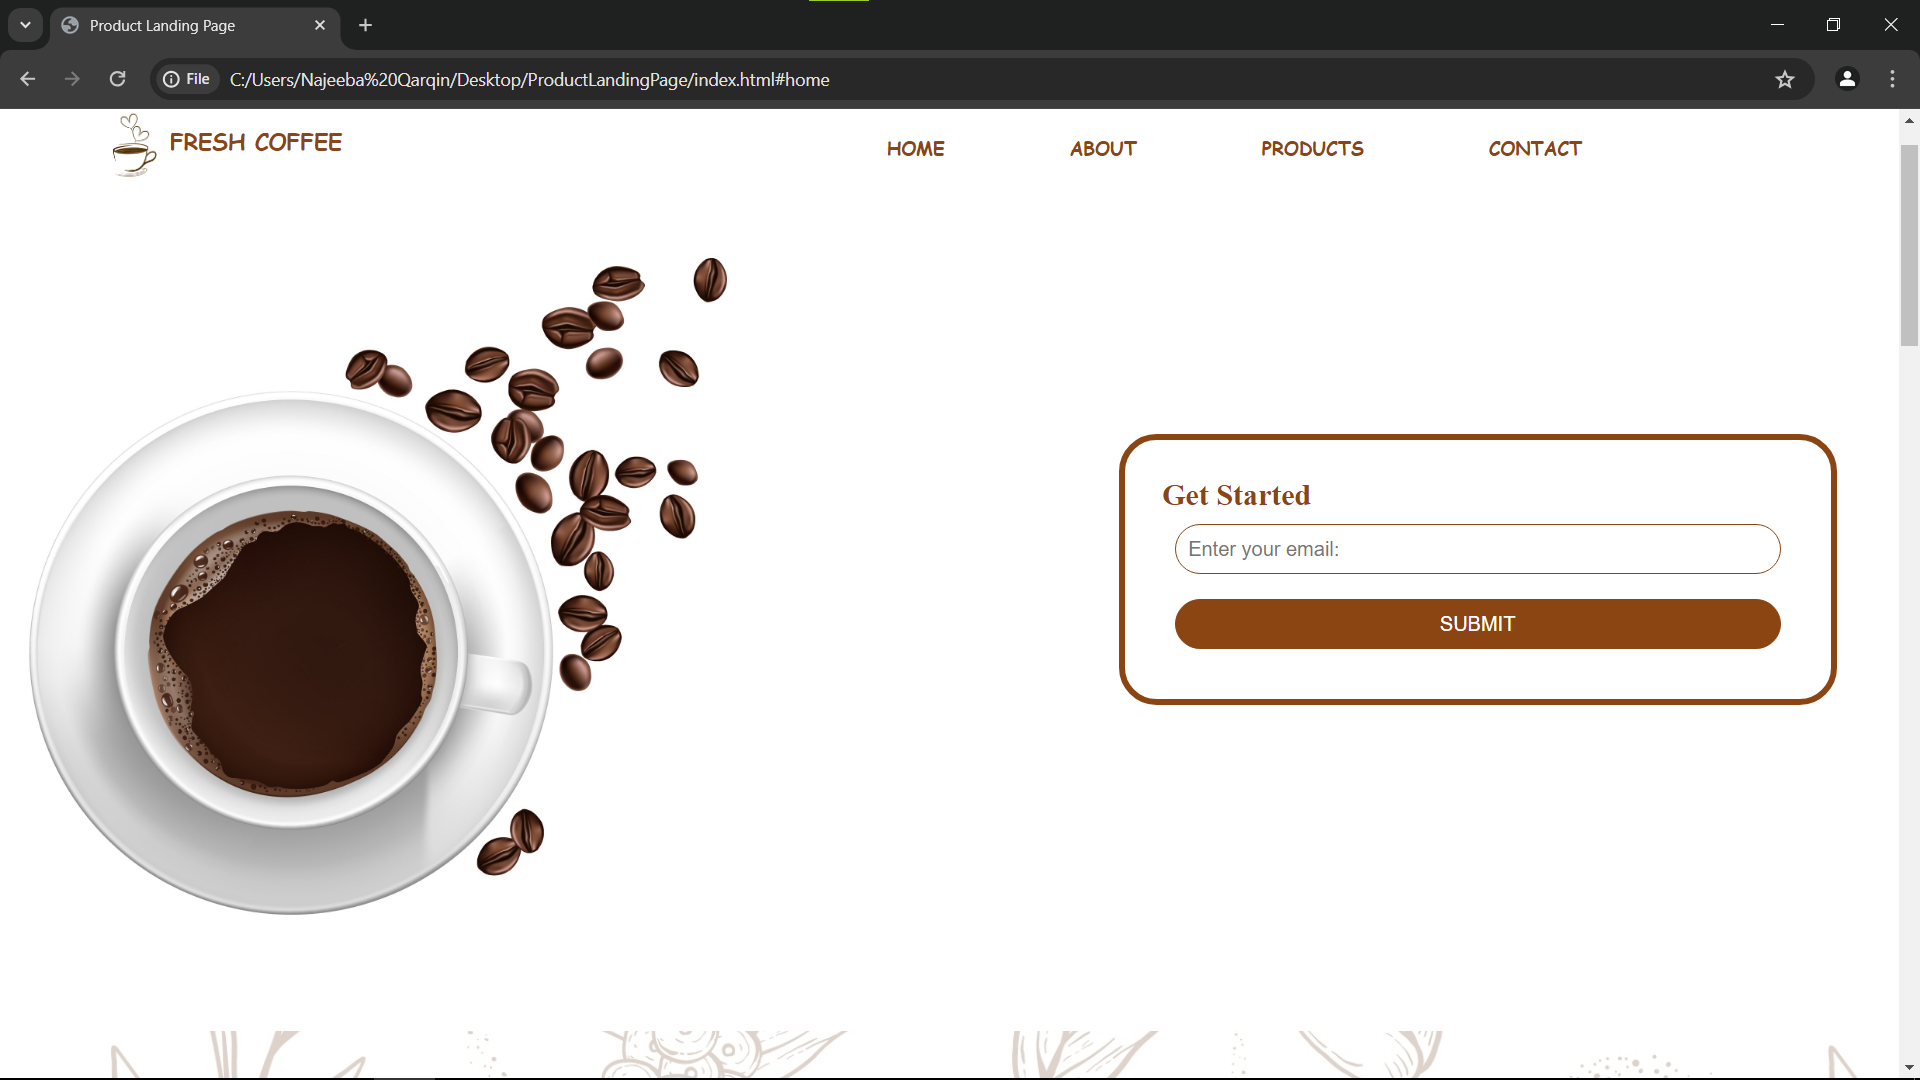 Product Landing Page
File C:/Users/Najeeba%20Qarqin/Desktop/ProductLandingPage/index.html#home
FRESH COFFEE HOME ABOUT PRODUCTS CONTACT
Get Started
Enter your email:
SUBMIT